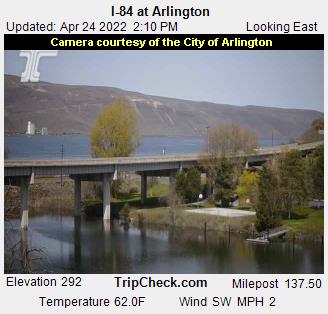 I-84 at Arlington
Updated: Apr 24 2022 2:10 PM Looking East
Camera courtesy of the City of Arlington
Elevation 292 TripCheck.com Milepost 137.50
Temperature 62.0F Wind SW MPH 2